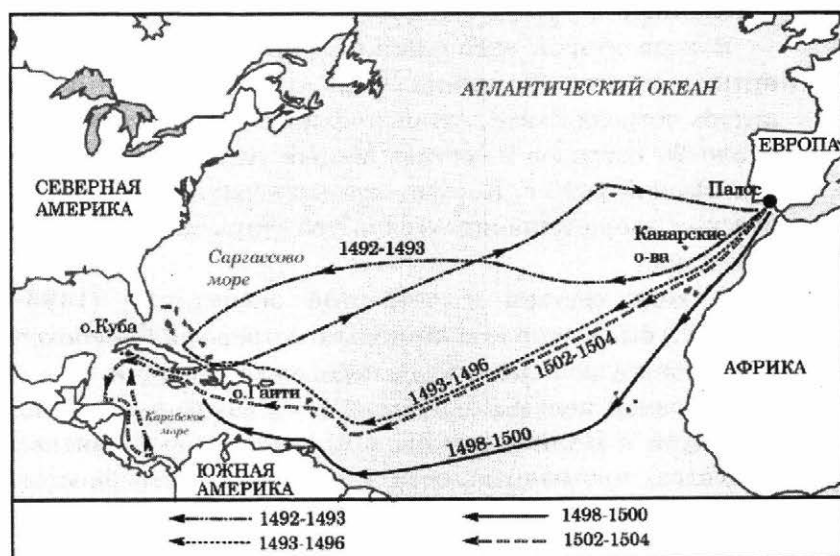 АТЛАНТИЧЕСКИЙ ОКЕАН
ЕВРОПА
Палос
СЕВЕРНАЯ
АМЕРИКА
Канарские
о-ва
1492-1493
Саргассово
море
о.Куба
1493-1496
1502-1504
о.Гаити
АФРИКА
Карибское
море
1498-1500
ЮЖНАЯ
АМЕРИКА
1492-1493
1498-1500
1493-1496
1502-1504